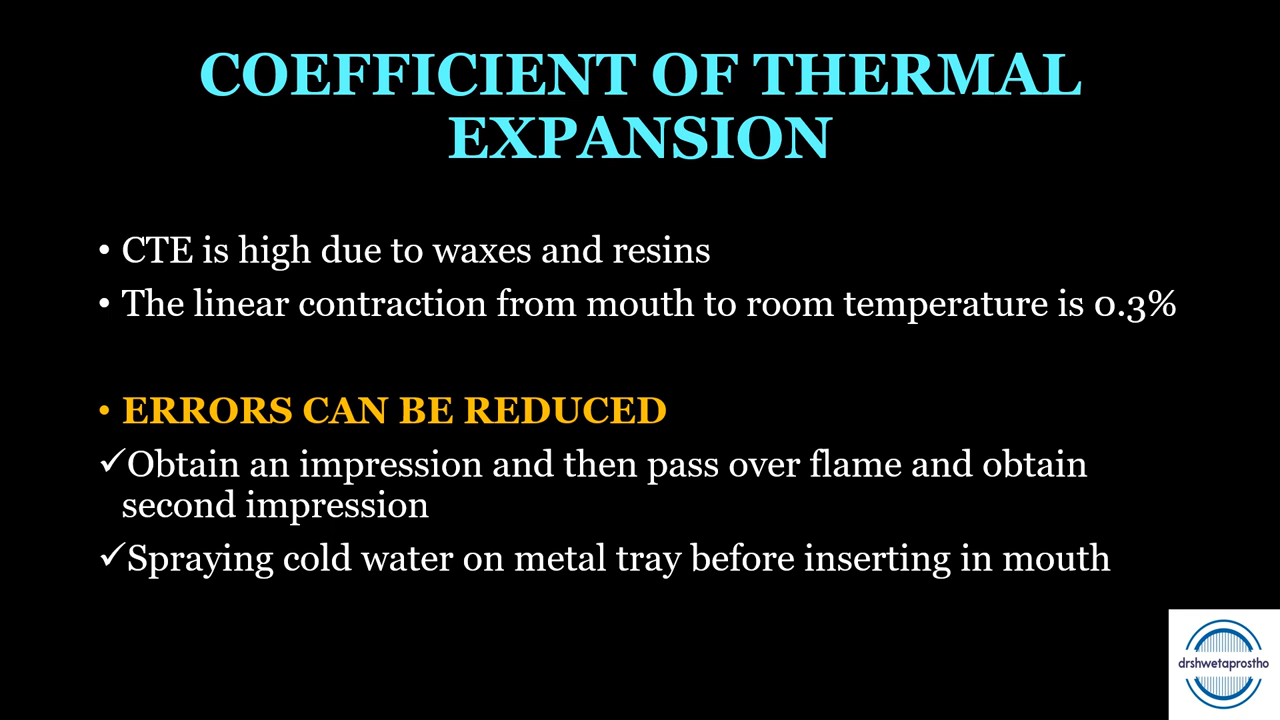 COEFFICIENT OF THERMAL
EXPANSION
• CTE is high due to waxes and resins
• The linear contraction from mouth to room temperature is 0.3%
• ERRORS CAN BE REDUCED
✓Obtain an impression and then pass over flame and obtain
second impression
✓Spraying cold water on metal tray before inserting in mouth
drshwetaprostho